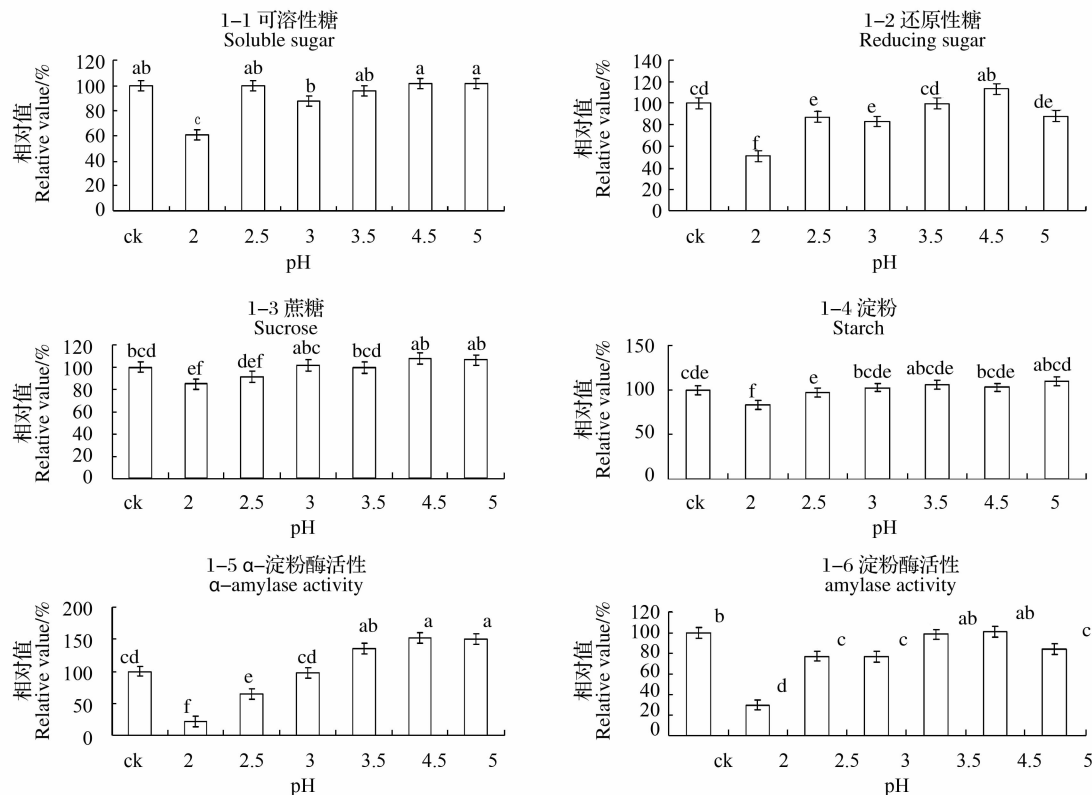 1-1 可溶性糖
Soluble sugar
120
100
80
60
40
20
0
相对值
Relative value/%
ab
c
ab
b
ab
a
a
ck 2 2.5 3 3.5 4.5 5
pH
1-2 还原性糖
Reducing sugar
140
120
100
80
60
40
20
0
相对值
Relative value/%
cd
f
e
e
cd
ab
de
ck 2 2.5 3 3.5 4.5 5
pH
1-3 蔗糖
Sucrose
120
100
80
60
40
20
0
相对值
Relative value/%
bcd
ef
def
abc
bcd
ab
ab
ck 2 2.5 3 3.5 4.5 5
pH
1-4 淀粉
Starch
150
100
50
0
相对值
Relative value/%
cde
f
e
bcde
abcde
bcde
abcd
ck 2 2.5 3 3.5 4.5 5
pH
1-5 α-淀粉酶活性
α-amylase activity
200
150
100
50
0
相对值
Relative value/%
cd
f
e
cd
ab
a
a
ck 2 2.5 3 3.5 4.5 5
pH
1-6 淀粉酶活性
amylase activity
120
100
80
60
40
20
0
相对值
Relative value/%
b
d
c
c
ab
ab
c
ck 2 2.5 3 3.5 4.5 5
pH